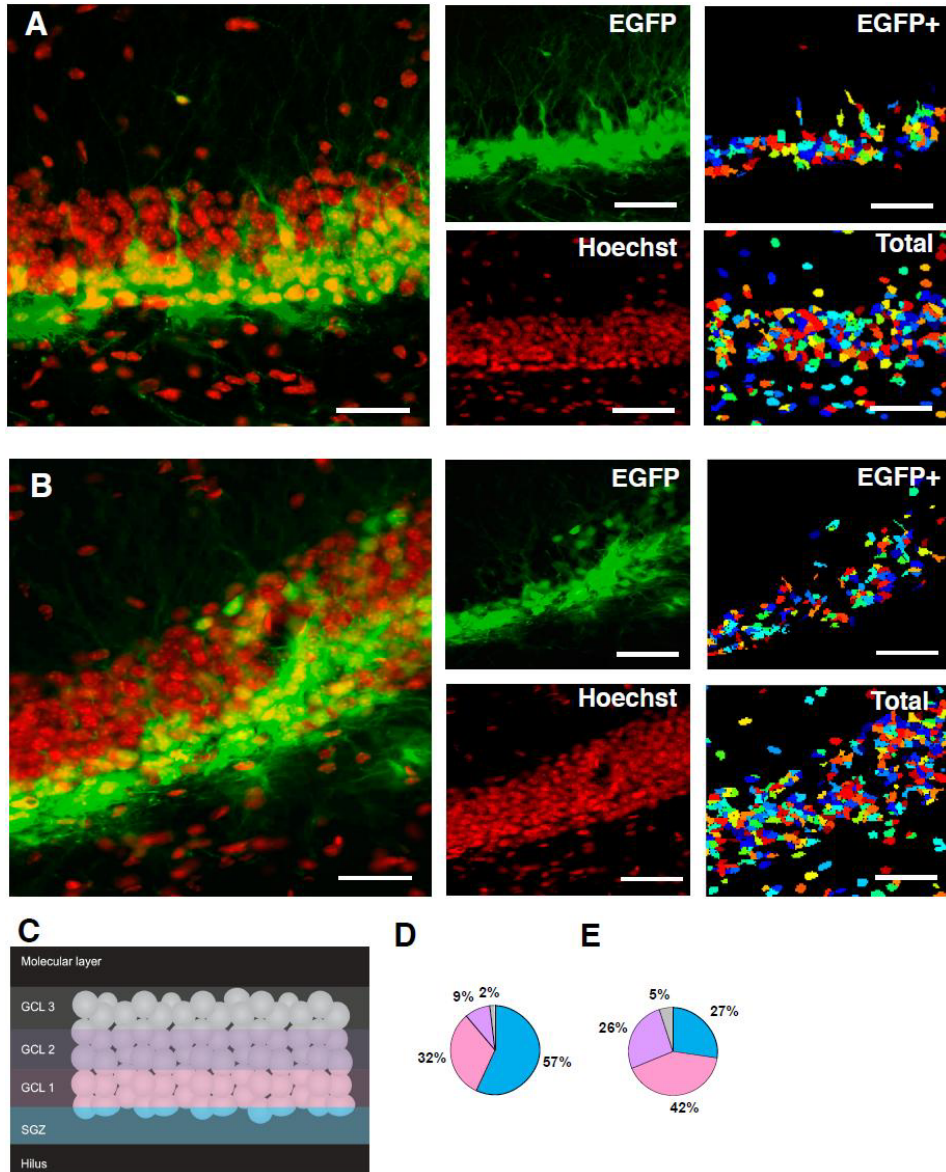 A
EGFP
EGFP+
Hoechst
Total
B
EGFP
EGFP+
Hoechst
Total
C
Molecular layer
GCL 3
GCL 2
GCL 1
SGZ
Hilus
D
9%
2%
32%
57%
E
5%
26%
27%
42%